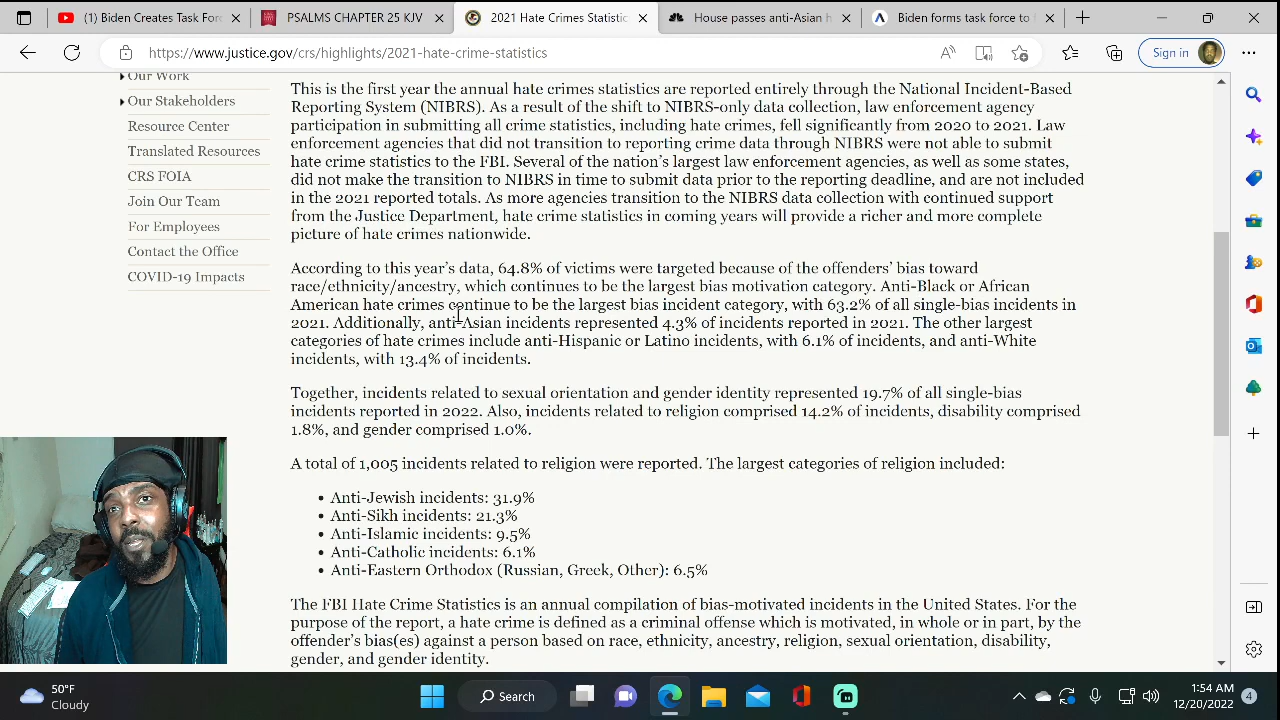 1) Biden Creates Task For
PSALMS CHAPTER 25 KJV
2021 Hate Crimes Statistic
House passes anti-Asian h
Biden forms task force to
https://www.justice.gov/crs/highlights/2021-hate-crime-statistics
Sign in
Our Work
Our Stakeholders
Resource Center
Translated Resources
CRS FOIA
Join Our Team
For Employees
Contact the Office
COVID-19 Impacts
This is the first year the annual hate crimes statistics are reported entirely through the National Incident-Based
Reporting System (NIBRS). As a result of the shift to NIBRS-only data collection, law enforcement agency
participation in submitting all crime statistics, including hate crimes, fell significantly from 2020 to 2021. Law
enforcement agencies that did not transition to reporting crime data through NIBRS were not able to submit
hate crime statistics to the FBI. Several of the nation's largest law enforcement agencies, as well as some states,
did not make the transition to NIBRS in time to submit data prior to the reporting deadline, and are not included
in the 2021 reported totals. As more agencies transition to the NIBRS data collection with continued support
from the Justice Department, hate crime statistics in coming years will provide a richer and more complete
picture of hate crimes nationwide.
According to this year's data, 64.8% of victims were targeted because of the offenders' bias toward
race/ethnicity/ancestry, which continues to be the largest bias motivation category. Anti-Black or African
American hate crimes continue to be the largest bias incident category, with 63.2% of all single-bias incidents in
2021. Additionally, anti-Asian incidents represented 4.3% of incidents reported in 2021. The other largest
categories of hate crimes include anti-Hispanic or Latino incidents, with 6.1% of incidents, and anti-White
incidents, with 13.4% of incidents.
Together, incidents related to sexual orientation and gender identity represented 19.7% of all single-bias
incidents reported in 2022. Also, incidents related to religion comprised 14.2% of incidents, disability comprised
1.8%, and gender comprised 1.0%.
A total of 1,005 incidents related to religion were reported. The largest categories of religion included:
Anti-Jewish incidents: 31.9%
Anti-Sikh incidents: 21.3%
Anti-Islamic incidents: 9.5%
Anti-Catholic incidents: 6.1%
Anti-Eastern Orthodox (Russian, Greek, Other): 6.5%
The FBI Hate Crime Statistics is an annual compilation of bias-motivated incidents in the United States. For the
purpose of the report, a hate crime is defined as a criminal offense which is motivated, in whole or in part, by the
offender's bias(es) against a person based on race, ethnicity, ancestry, religion, sexual orientation, disability,
gender, and gender identity.
50°F
Cloudy
Search
1:54 AM
12/20/2022
4